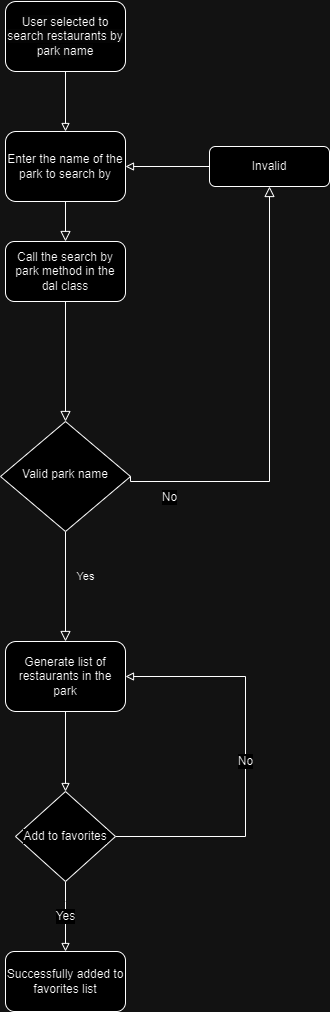 User selected to
search restaurants by
park name
Enter the name of the
park to search by
Invalid
Call the search by
park method in the
dal class
Valid park name
No
Yes
Generate list of
restaurants in the
park
No
Add to favorites
Yes
Successfully added to
favorites list